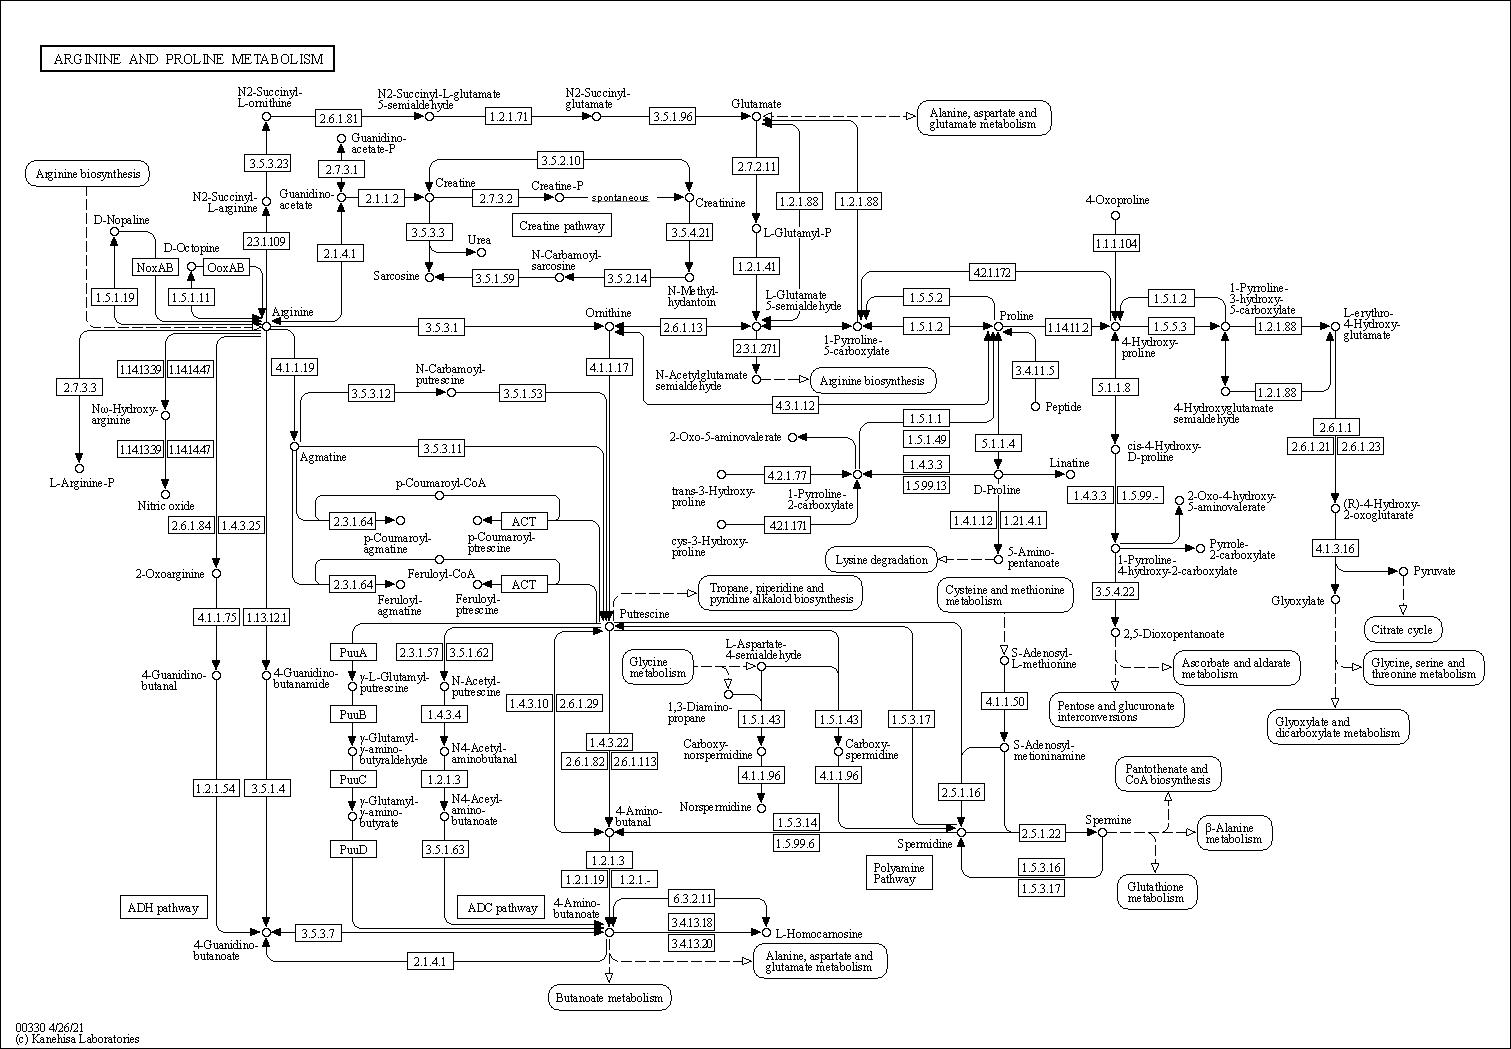 ARGININE AND PROLINE METABOLISM
N2-Succinyl-
L-ornithine
N2-Succinyl-L-glutamate
5-semialdehyde
N2-Succinyl-
glutamate
Glutamate
2.6.1.81
1.2.1.71
3.5.1.96
Alanine, aspartate and
glutamate metabolism
Guanidino-
acetate-P
Arginine biosynthesis
3.5.3.23
2.7.3.1
3.5.2.10
2.7.2.11
N2-Succinyl-
L-arginine
Guanidino-
acetate
2.1.1.2
Creatine
2.7.3.2
Creatine-P
spontaneous
Creatinine
1.2.1.88
1.2.1.88
4-Oxoproline
D-Nopaline
D-Octopine
2.3.1.109
2.1.4.1
3.5.3.3
Urea
Creatine pathway
3.5.4.21
L-Glutamyl-P
1.1.1.104
NoxAB
OoxAB
Sarcosine
3.5.1.59
N-Carbamoyl-
sarcosine
3.5.2.14
N-Methyl-
hydantoin
1.2.1.41
4.2.1.172
1.5.1.19
1.5.1.11
L-Glutamate
5-semialdehyde
1.5.5.2
1.5.1.2
1-Pyrroline-
3-hydroxy-
5-carboxylate
Arginine
3.5.3.1
Ornithine
2.6.1.13
1.5.1.2
Proline
1.14.11.2
1.5.5.3
1.2.1.88
L-erythro-
4-Hydroxy-
glutamate
1-Pyrroline-
5-carboxylate
4-Hydroxy-
proline
2.3.1.271
1.14.13.39
1.14.14.47
4.1.1.19
4.1.1.17
N-Carbamoyl-
putrescine
N-Acetylglutamate
semialdehyde
Arginine biosynthesis
3.4.11.5
2.7.3.3
3.5.3.12
3.5.1.53
4.3.1.12
Peptide
5.1.1.8
1.2.1.88
4-Hydroxyglutamate
semialdehyde
Nω-Hydroxy-
arginine
1.5.1.1
1.5.1.49
2-Oxo-5-aminovalerate
5.1.1.4
2.6.1.1
2.6.1.21
2.6.1.23
1.14.13.39
1.14.14.47
Agmatine
3.5.3.11
cis-4-Hydroxy-
D-proline
L-Arginine-P
Nitric oxide
p-Coumaroyl-CoA
trans-3-Hydroxy-
proline
4.2.1.77
1-Pyrroline-
2-carboxylate
1.4.3.3
1.5.99.13
D-Proline
Linatine
1.4.3.3
1.5.99.-
2-Oxo-4-hydroxy-
5-aminovalerate
(R)-4-Hydroxy-
2-oxoglutarate
2.6.1.84
1.4.3.25
2.3.1.64
p-Coumaroyl-
agmatine
ACT
p-Coumaroyl-
ptrescine
4.2.1.171
cys-3-Hydroxy-
proline
1.4.1.12
1.21.4.1
Lysine degradation
5-Amino-
pentanoate
1-Pyrroline-
4-hydroxy-2-carboxylate
Pyrrole-
2-carboxylate
4.1.3.16
2-Oxoarginine
2.3.1.64
Feruloyl-CoA
ACT
Feruloyl-
agmatine
Feruloyl-
ptrescine
Tropane, piperidine and
pyridine alkaloid biosynthesis
Cysteine and methionine
metabolism
3.5.4.22
Pyruvate
Glyoxylate
4.1.1.75
1.13.12.1
Putrescine
2,5-Dioxopentanoate
Citrate cycle
PuuA
2.3.1.57
3.5.1.62
Glycine
metabolism
L-Aspartate-
4-semialdehyde
S-Adenosyl-
L-methionine
Ascorbate and aldarate
metabolism
Glycine, serine and
threonine metabolism
4-Guanidino-
butanal
4-Guanidino-
butanamide
γ-L-Glutamyl-
putrescine
N-Acetyl-
putrescine
1.4.3.10
2.6.1.29
1,3-Diamino-
propane
4.1.1.50
Pentose and glucuronate
interconversions
Glyoxylate and
dicarboxylate metabolism
PuuB
1.4.3.4
1.5.1.43
1.5.1.43
1.5.3.17
γ-Glutamyl-
γ-amino-
butyraldehyde
N4-Acetyl-
aminobutanal
1.4.3.22
2.6.1.82
2.6.1.113
Carboxy-
norspermidine
Carboxy-
spermidine
S-Adenosyl-
metioninamine
Pantothenate and
CoA biosynthesis
1.2.1.54
3.5.1.4
PuuC
1.2.1.3
4.1.1.96
4.1.1.96
2.5.1.16
γ-Glutamyl-
γ-amino-
butyrate
N4-Aceyl-
amino-
butanoate
4-Amino-
butanal
Norspermidine
1.5.3.14
1.5.99.6
Spermidine
2.5.1.22
Spermine
β-Alanine
metabolism
PuuD
3.5.1.63
1.2.1.3
1.2.1.19
1.2.1.-
Polyamine
Pathway
1.5.3.16
1.5.3.17
Glutathione
metabolism
ADH pathway
ADC pathway
4-Amino-
butanoate
6.3.2.11
3.4.13.18
3.4.13.20
L-Homocarnosine
4-Guanidino-
butanoate
3.5.3.7
2.1.4.1
Alanine, aspartate and
glutamate metabolism
Butanoate metabolism
00330 4/26/21
(c) Kanehisa Laboratories